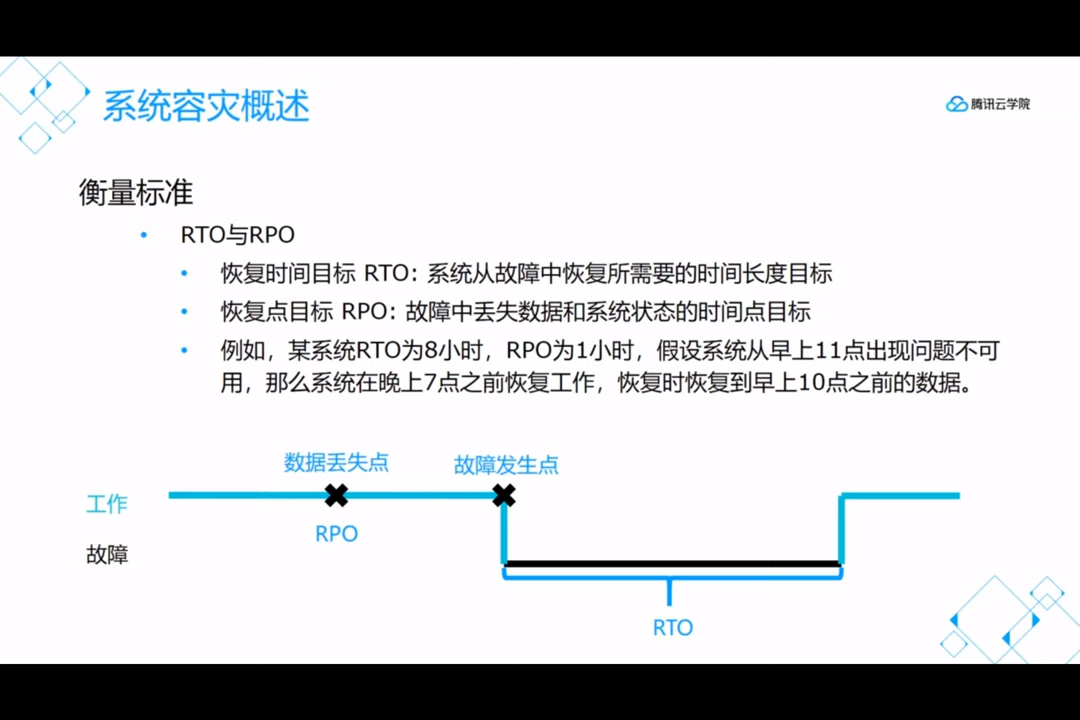 系统容灾概述
腾讯云学院
衡量标准
• RTO与RPO
• 恢复时间目标 RTO: 系统从故障中恢复所需要的时间长度目标
• 恢复点目标 RPO: 故障中丢失数据和系统状态的时间点目标
• 例如，某系统RTO为8小时，RPO为1小时，假设系统从早上11点出现问题不可
用，那么系统在晚上7点之前恢复工作，恢复时恢复到早上10点之前的数据。
数据丢失点
故障发生点
工作
RPO
故障
RTO